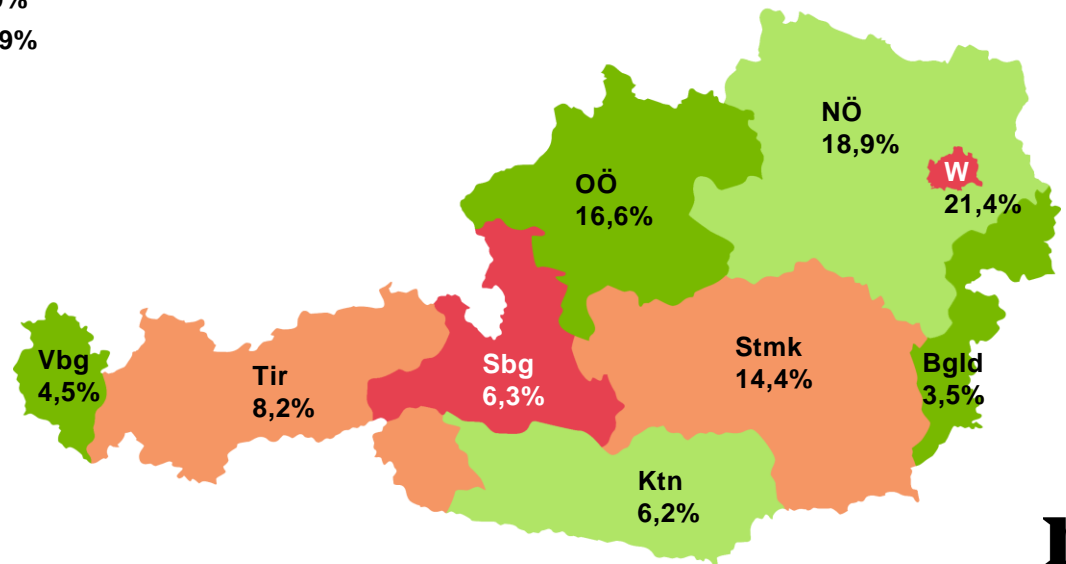 9%
NÖ
18,9%
W
21,4%
OÖ
16,6%
Vbg
4,5%
Tir
8,2%
Sbg
6,3%
Stmk
14,4%
Bgld
3,5%
Ktn
6,2%